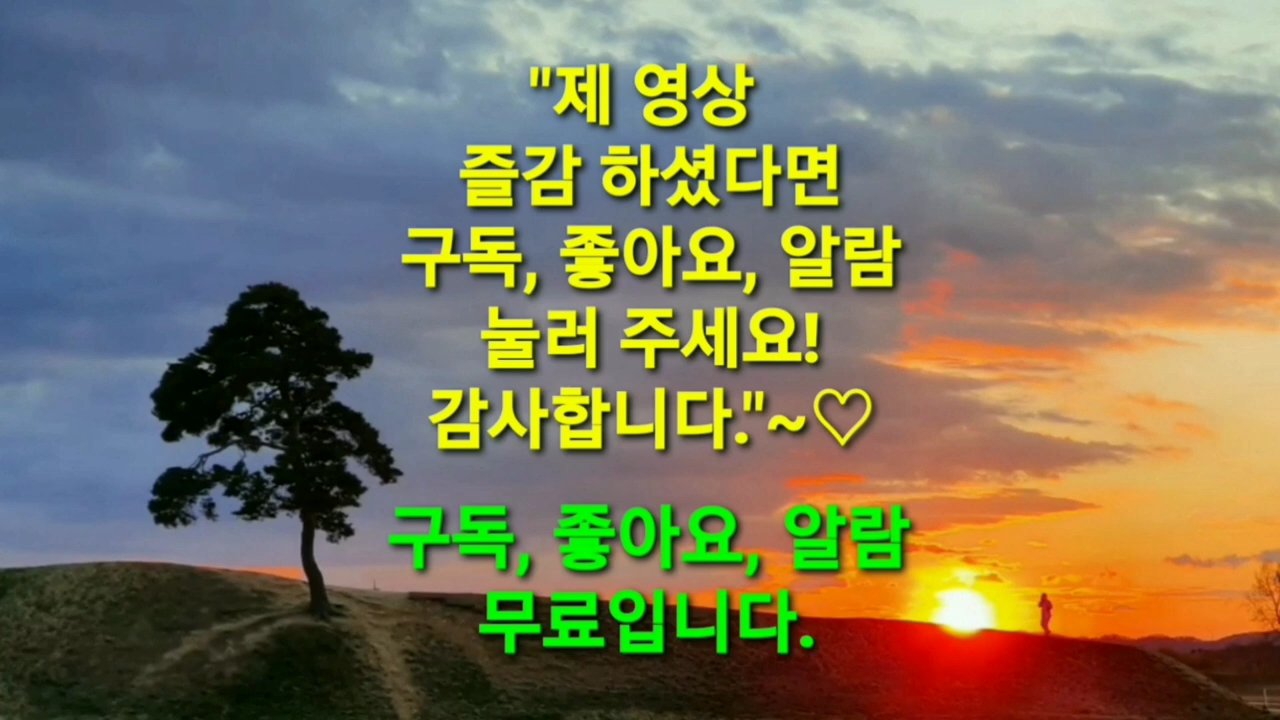 "제 영상
즐감 하셨다면
구독, 좋아요, 알람
눌러 주세요!
감사합니다."~♡
구독, 좋아요, 알람
무료입니다.